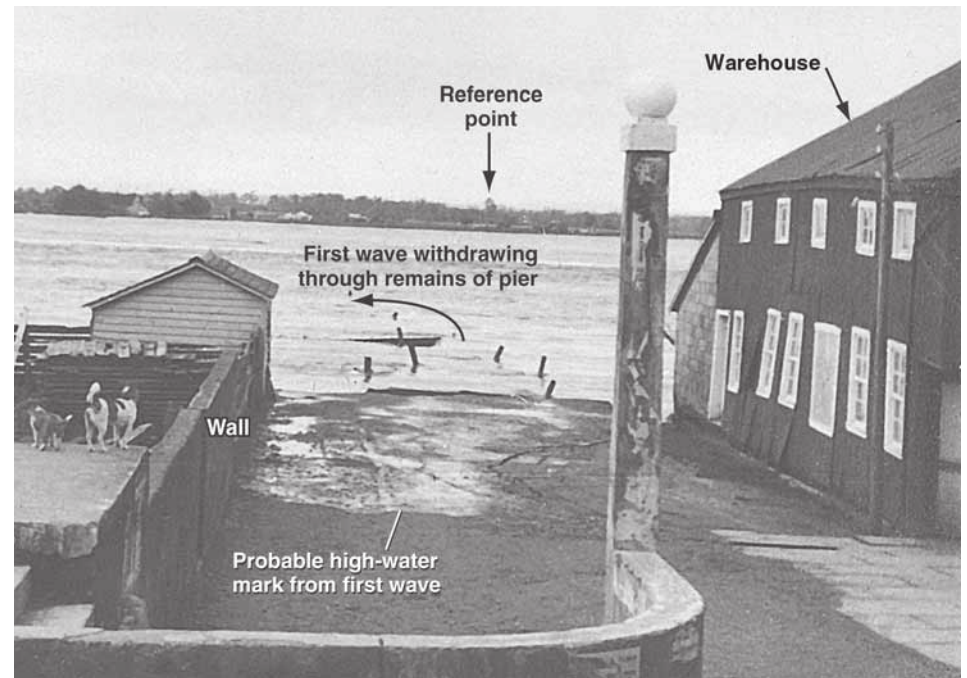 Warehouse
Reference
point
First wave withdrawing
through remains of pier
Wall
Probable high-water
mark from first wave